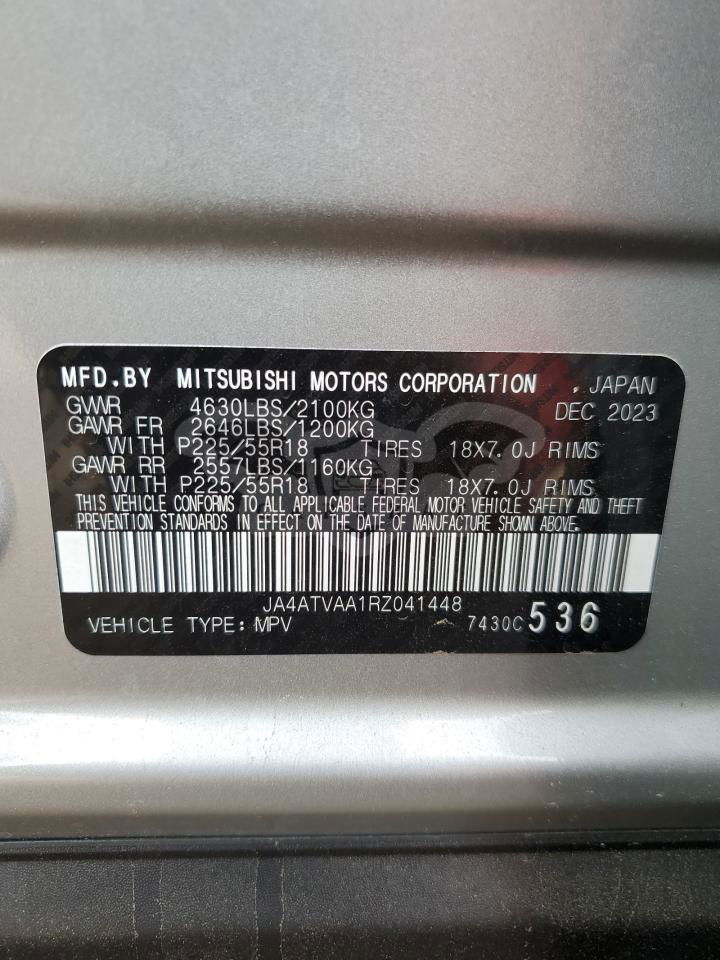 MFD.BY MITSUBISHI MOTORS CORPORATION , JAPAN
GVWR 4630LBS/2100KG DEC 2023
GAWR FR 2646LBS/1200KG
WITH P225/55R18 TIRES 18X7.0J RIMS
GAWR RR 2557LBS/1160KG
WITH P225/55R18 TIRES 18X7.0J RIMS
THIS VEHICLE CONFORMS TO ALL APPLICABLE FEDERAL MOTOR VEHICLE SAFETY AND THEFT
PREVENTION STANDARDS IN EFFECT ON THE DATE OF MANUFACTURE SHOWN ABOVE.
JA4ATVAA1RZ041448
VEHICLE TYPE: MPV 7430C 536